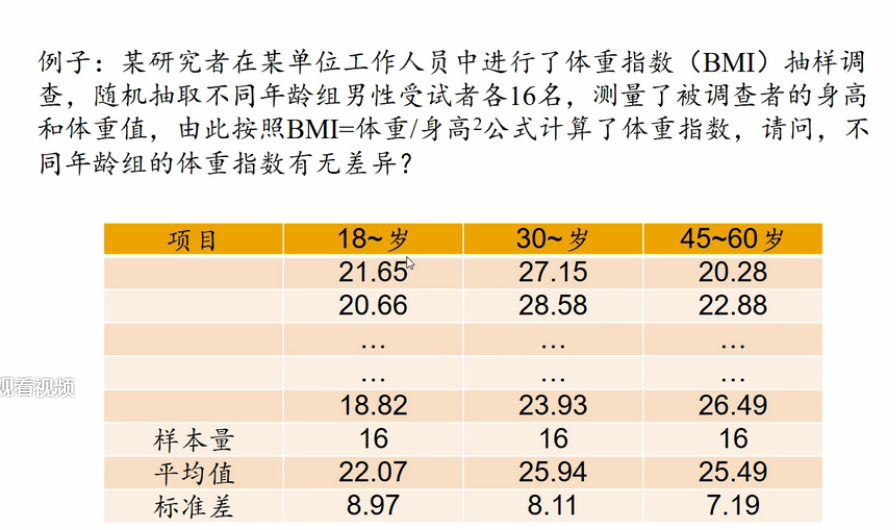 例子：某研究者在某单位工作人员中进行了体重指数（BMI）抽样调
查，随机抽取不同年龄组男性受试者各16名，测量了被调查者的身高
和体重值，由此按照BMI=体重/身高²公式计算了体重指数，请问，不
同年龄组的体重指数有无差异？
项目 18~岁 30~岁 45~60岁
21.65 27.15 20.28
20.66 28.58 22.88
… … …
… … …
观看视频
18.82 23.93 26.49
样本量 16 16 16
平均值 22.07 25.94 25.49
标准差 8.97 8.11 7.19